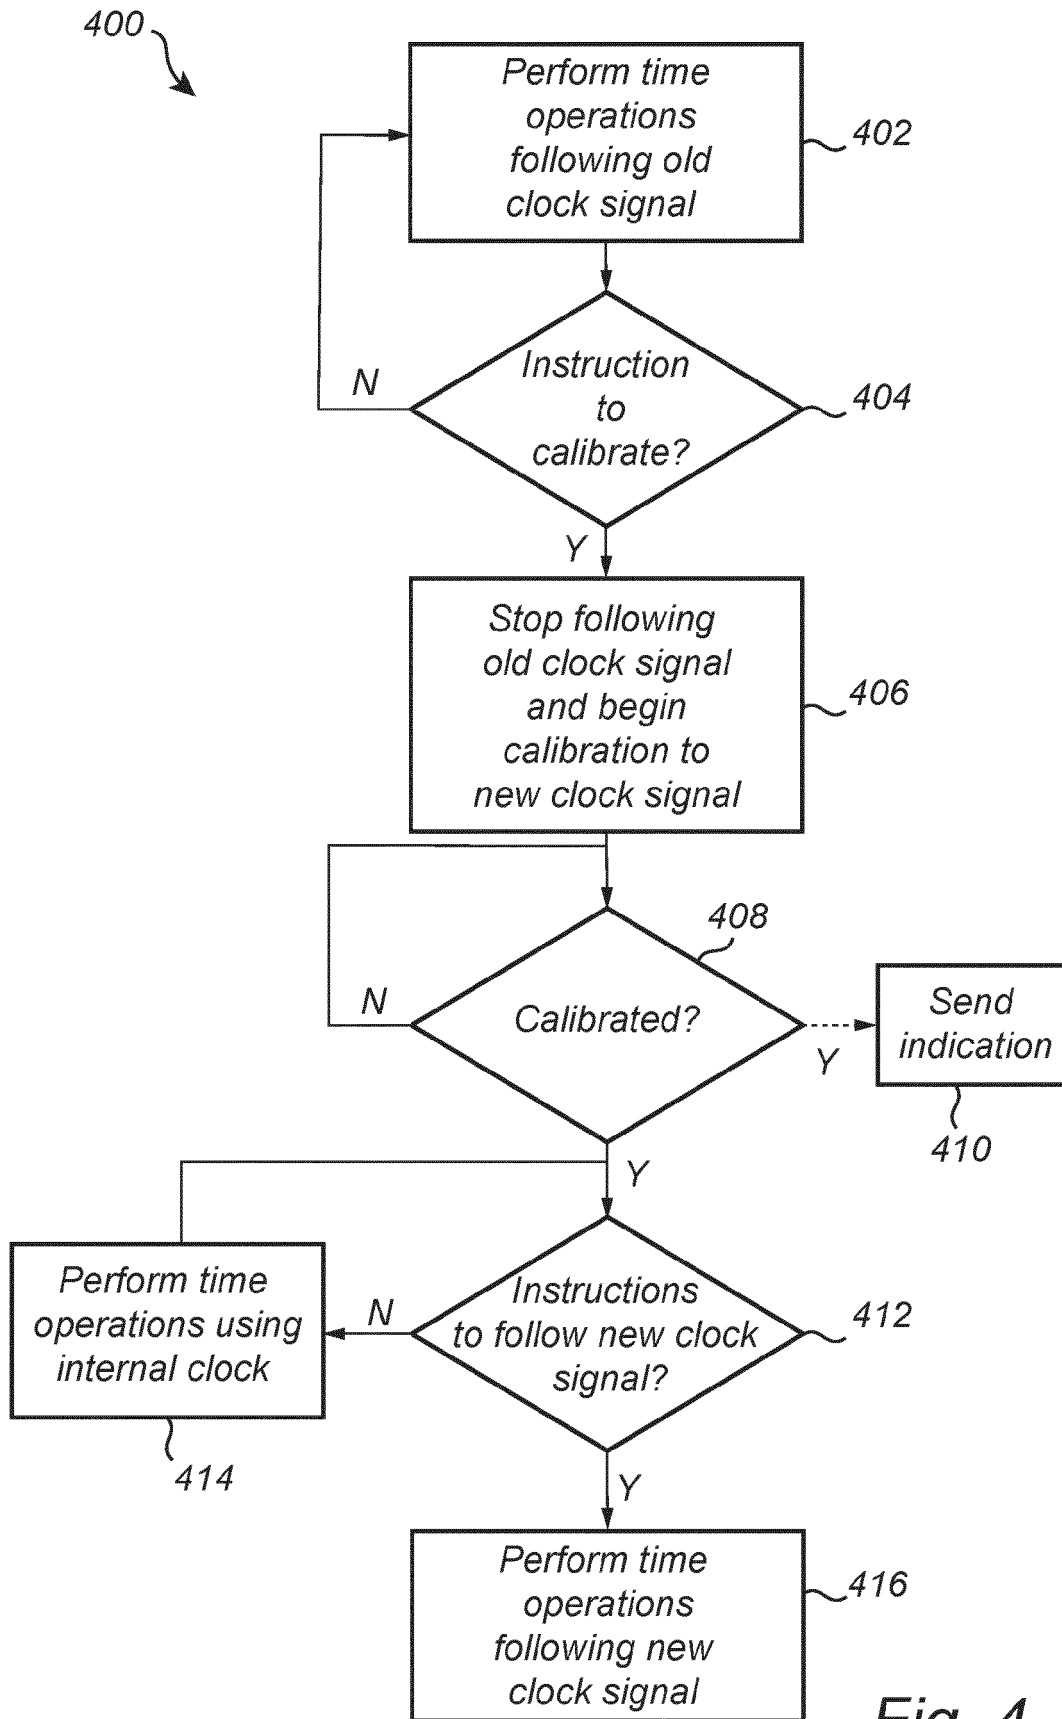 400
Perform time
operations
following old
clock signal
402
Instruction
to
calibrate?
404
N
Y
Stop following
old clock signal
and begin
calibration to
new clock signal
406
408
Calibrated?
N
Y
Send
indication
410
Y
Instructions
to follow new clock
signal?
412
N
Perform time
operations using
internal clock
414
Y
Perform time
operations
following new
clock signal
416
Fig. 4